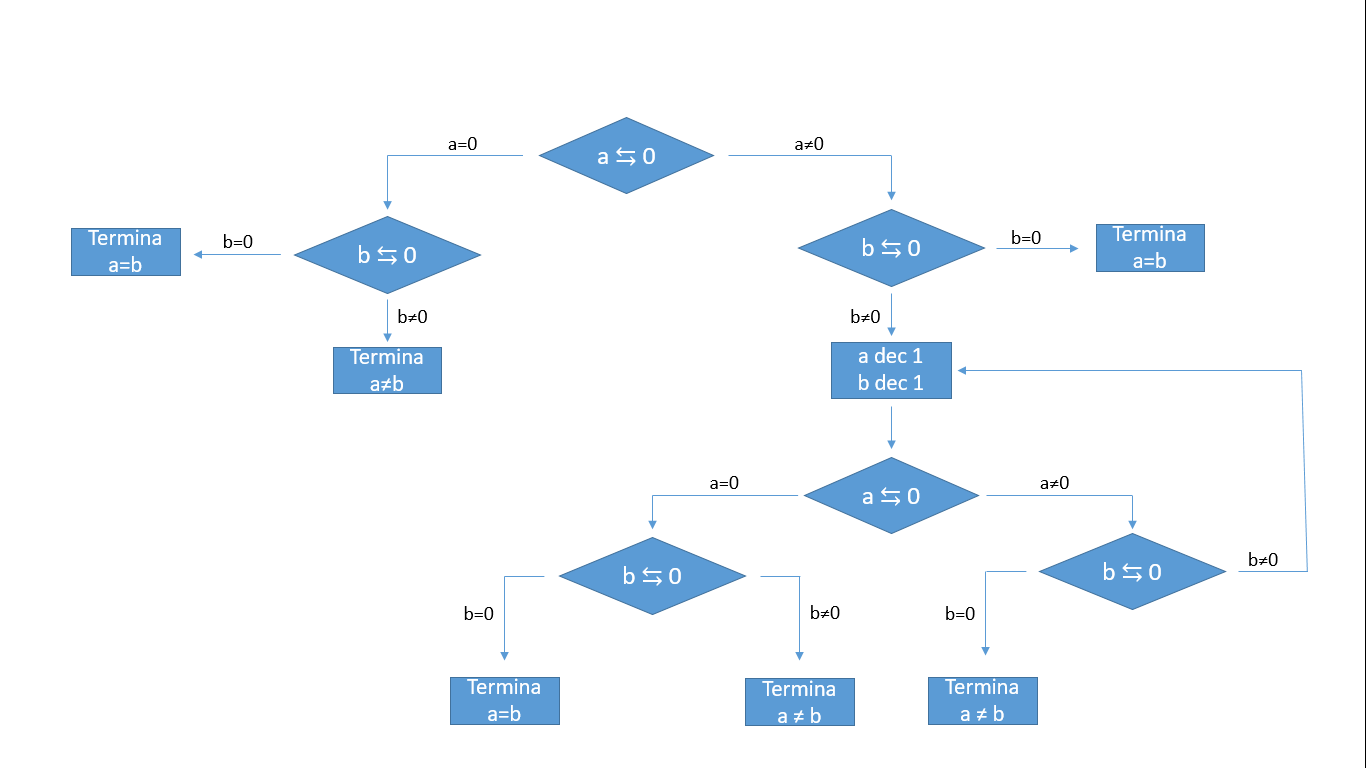 a=0
a ⇆ 0
a≠0
Termina
a=b
b=0
b ⇆ 0
b≠0
Termina
a≠b
b ⇆ 0
b=0
Termina
a=b
b≠0
a dec 1
b dec 1
a=0
a ⇆ 0
a≠0
b ⇆ 0
b=0
b≠0
b ⇆ 0
b≠0
b=0
Termina
a=b
Termina
a ≠ b
Termina
a ≠ b